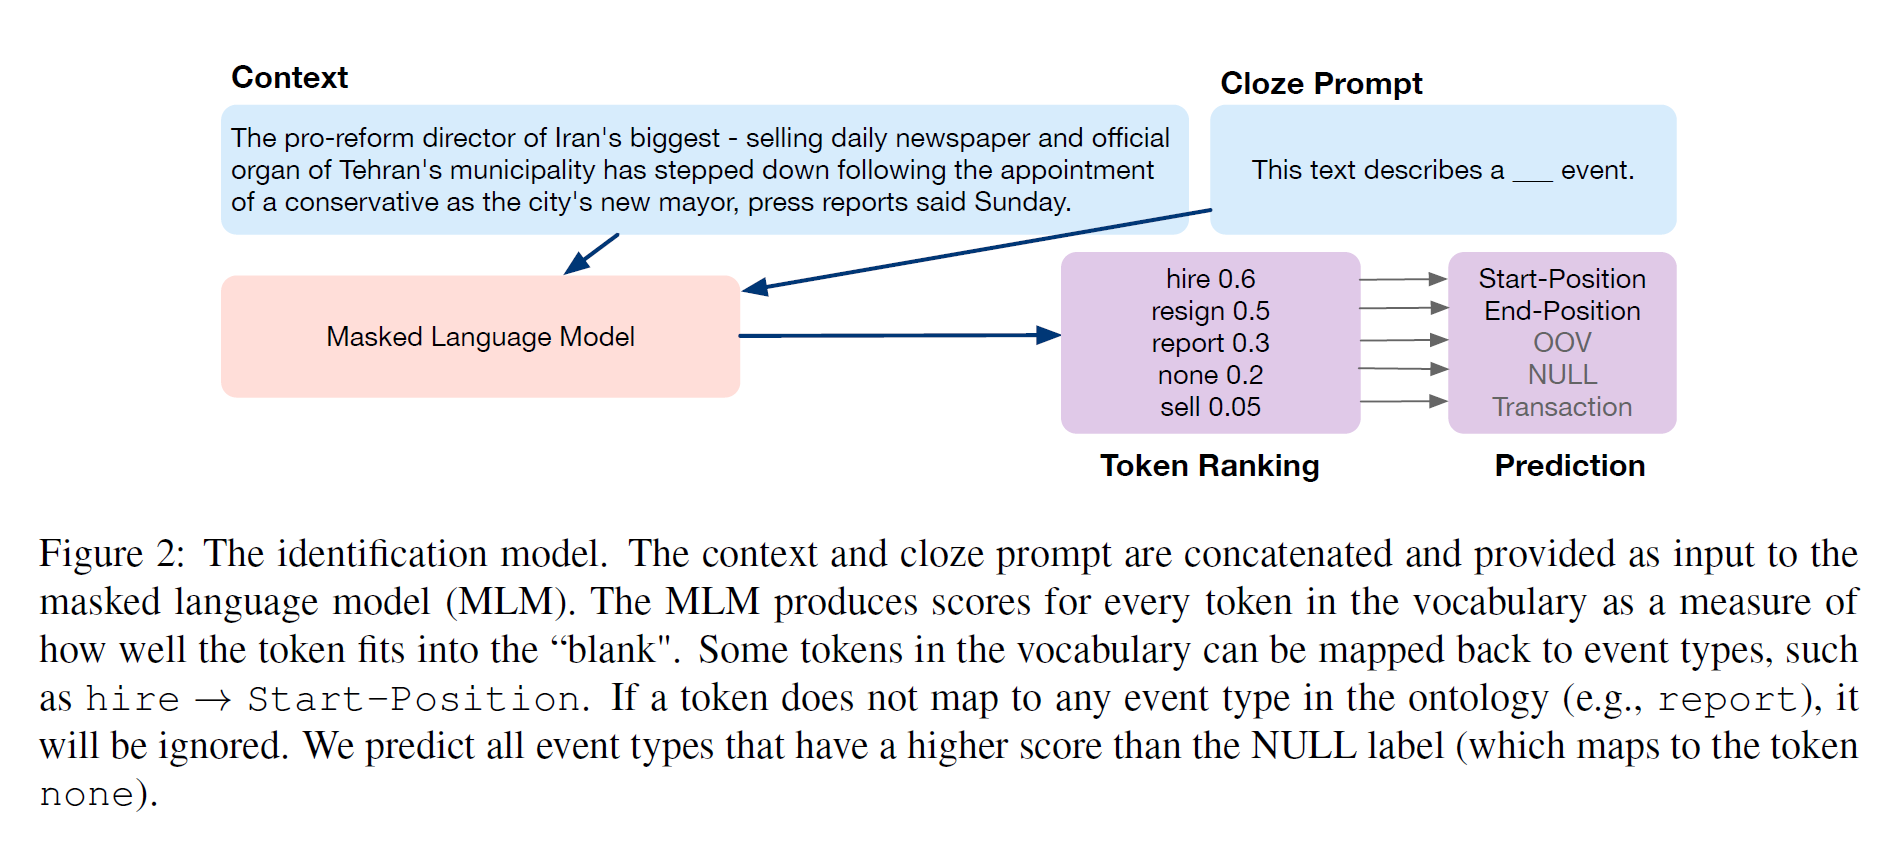 Context
Cloze Prompt
The pro-reform director of Iran's biggest - selling daily newspaper and official
organ of Tehran's municipality has stepped down following the appointment
of a conservative as the city's new mayor, press reports said Sunday.
This text describes a ___ event.
Masked Language Model
hire 0.6
resign 0.5
report 0.3
none 0.2
sell 0.05
Start-Position
End-Position
OOV
NULL
Transaction
Token Ranking
Prediction
Figure 2: The identification model. The context and cloze prompt are concatenated and provided as input to the
masked language model (MLM). The MLM produces scores for every token in the vocabulary as a measure of
how well the token fits into the “blank". Some tokens in the vocabulary can be mapped back to event types, such
as hire → Start-Position. If a token does not map to any event type in the ontology (e.g., report), it
will be ignored. We predict all event types that have a higher score than the NULL label (which maps to the token
none).